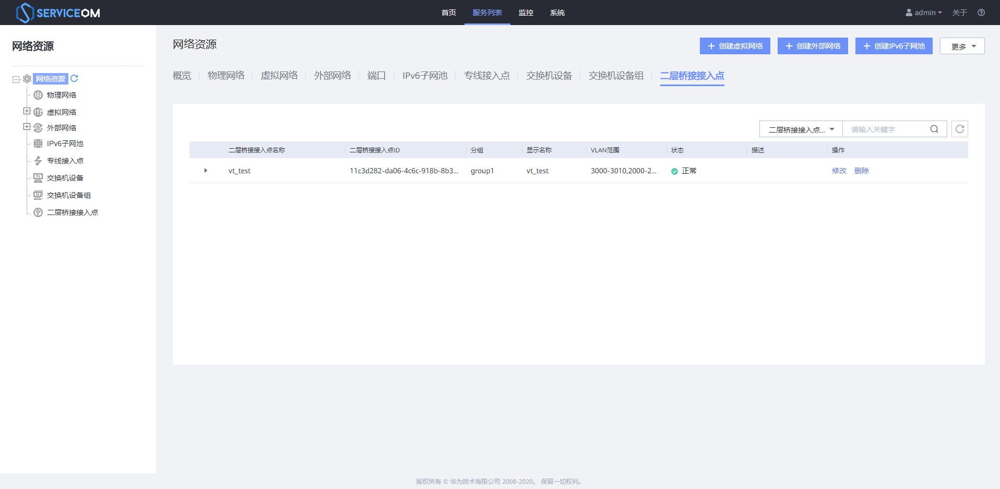 SERVICEOM
首页 服务列表 监控 系统
admin 关于
网络资源
网络资源
物理网络
虚拟网络
外部网络
IPv6子网池
专线接入点
交换机设备
交换机设备组
二层桥接接入点
网络资源
创建虚拟网络 创建外部网络 创建IPv6子网池 更多
概览 物理网络 虚拟网络 外部网络 端口 IPv6子网池 专线接入点 交换机设备 交换机设备组 二层桥接接入点
二层桥接接入点... 请输入关键字
二层桥接接入点名称 二层桥接接入点ID 分组 显示名称 VLAN范围 状态 描述 操作
vt_test 11c3d282-da06-4c6c-918b-8b3... group1 vt_test 3000-3010,2000-2... 正常 修改 删除
版权所有 © 华为技术有限公司 2008-2020。 保留一切权利。